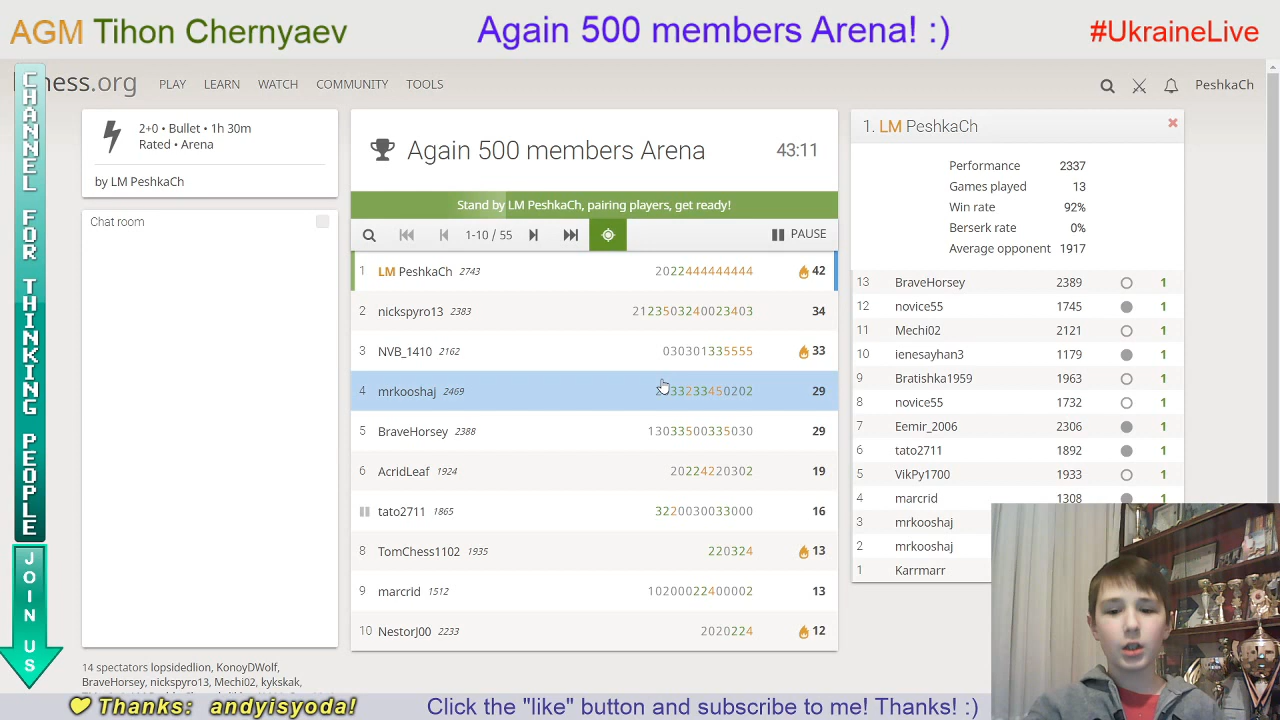 AGM Tihon Chernyaev
Again 500 members Arena! :)
#UkraineLive
CHANNEL FOR THINKING PEOPLE
JOIN US
hess.org
PLAY LEARN WATCH COMMUNITY TOOLS
PeshkaCh
2+0 • Bullet • 1h 30m
Rated • Arena
by LM PeshkaCh
Chat room
14 spectators lopsidedlion, KonoyDWolf,
BraveHorsey, nickspyro13, Mechi02, kykskak,
Again 500 members Arena 43:11
Stand by LM PeshkaCh, pairing players, get ready!
1-10 / 55 PAUSE
1 LM PeshkaCh 2743 2022444444444 42
2 nickspyro13 2383 2123503240023403 34
3 NVB_1410 2162 030301335555 33
4 mrkooshaj 2469 33233450202 29
5 BraveHorsey 2388 13033500335030 29
6 AcridLeaf 1924 20224220302 19
tato2711 1865 3220030033000 16
8 TomChess1102 1935 220324 13
9 marcrid 1512 10200022400002 13
10 NestorJ00 2233 2020224 12
1. LM PeshkaCh
Performance 2337
Games played 13
Win rate 92%
Berserk rate 0%
Average opponent 1917
13 BraveHorsey 2389 1
12 novice55 1745 1
11 Mechi02 2121 1
10 ienesayhan3 1179 1
9 Bratishka1959 1963 1
8 novice55 1732 1
7 Eemir_2006 2306 1
6 tato2711 1892 1
5 VikPy1700 1933 1
4 marcrid 1308 1
3 mrkooshaj
2 mrkooshaj
1 Karrmarr
Thanks: andyisyoda!
Click the "like" button and subscribe to me! Thanks! :)